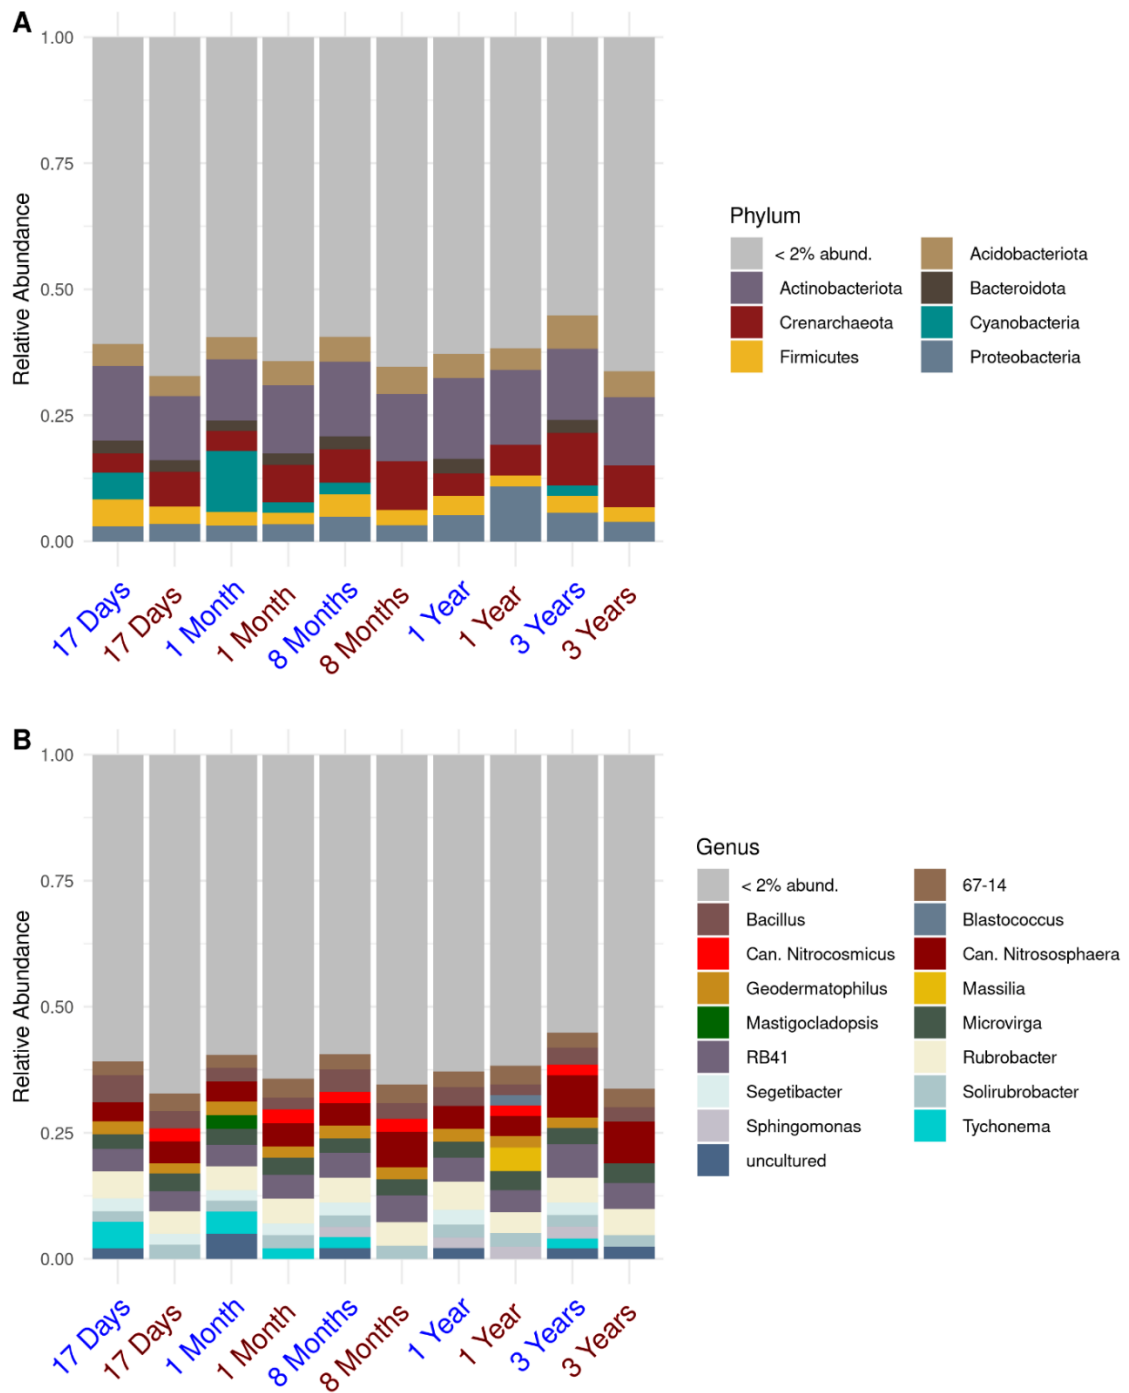 A
1.00
0.75
0.50
0.25
0.00
Relative Abundance
17 Days
17 Days
1 Month
1 Month
8 Months
8 Months
1 Year
1 Year
3 Years
3 Years
Phylum
< 2% abund.
Acidobacteriota
Actinobacteriota
Bacteroidota
Crenarchaeota
Cyanobacteria
Firmicutes
Proteobacteria
B
1.00
0.75
0.50
0.25
0.00
Relative Abundance
17 Days
17 Days
1 Month
1 Month
8 Months
8 Months
1 Year
1 Year
3 Years
3 Years
Genus
< 2% abund.
67-14
Bacillus
Blastococcus
Can. Nitrocosmicus
Can. Nitrososphaera
Geodermatophilus
Massilia
Mastigocladopsis
Microvirga
RB41
Rubrobacter
Segetibacter
Solirubrobacter
Sphingomonas
Tychonema
uncultured